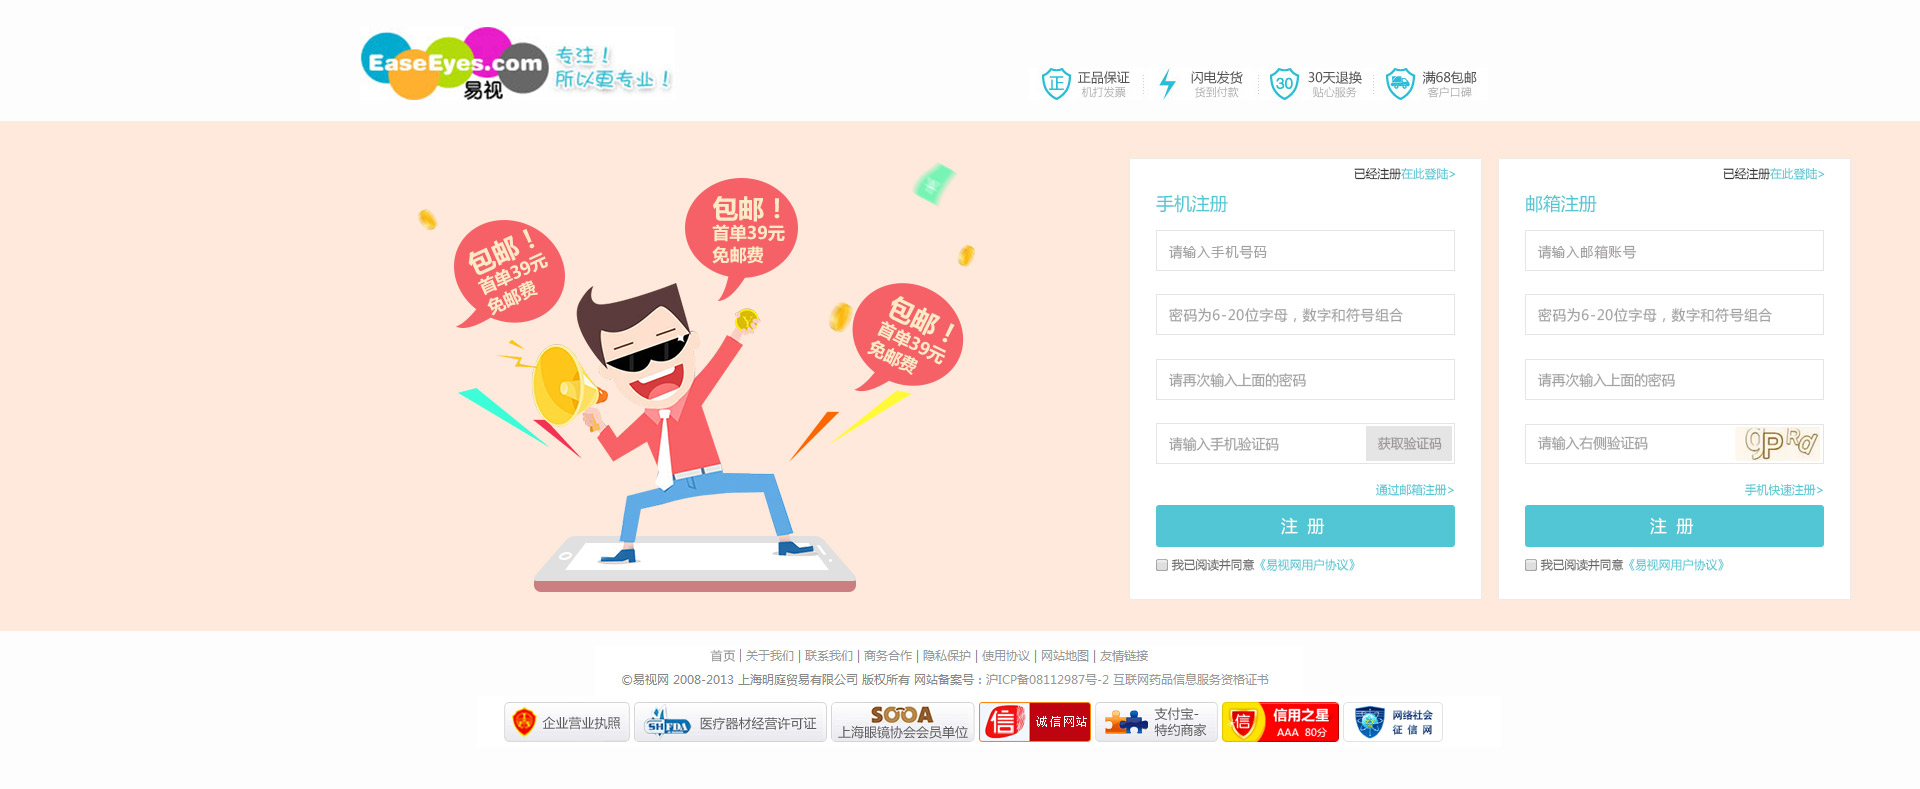 EaseEyes.com
易视
专注！
所以更专业！
正
正品保证
机打发票
闪电发货
货到付款
30
30天退换
贴心服务
满68包邮
客户口碑
包邮！
首单39元
免邮费
包邮！
首单39元
免邮费
包邮！
首单39元
免邮费
已经注册在此登陆>
手机注册
请输入手机号码
密码为6-20位字母，数字和符号组合
请再次输入上面的密码
请输入手机验证码
获取验证码
通过邮箱注册>
注 册
我已阅读并同意《易视网用户协议》
已经注册在此登陆>
邮箱注册
请输入邮箱账号
密码为6-20位字母，数字和符号组合
请再次输入上面的密码
请输入右侧验证码
gPRd
手机快速注册>
注 册
我已阅读并同意《易视网用户协议》
首页 | 关于我们 | 联系我们 | 商务合作 | 隐私保护 | 使用协议 | 网站地图 | 友情链接
©易视网 2008-2013 上海明庭贸易有限公司 版权所有 网站备案号：沪ICP备08112987号-2 互联网药品信息服务资格证书
企业营业执照
SHFDA
医疗器材经营许可证
SOOA
上海眼镜协会会员单位
信
诚信网站
支付宝-
特约商家
信
信用之星
AAA 80分
网络社会
征 信 网